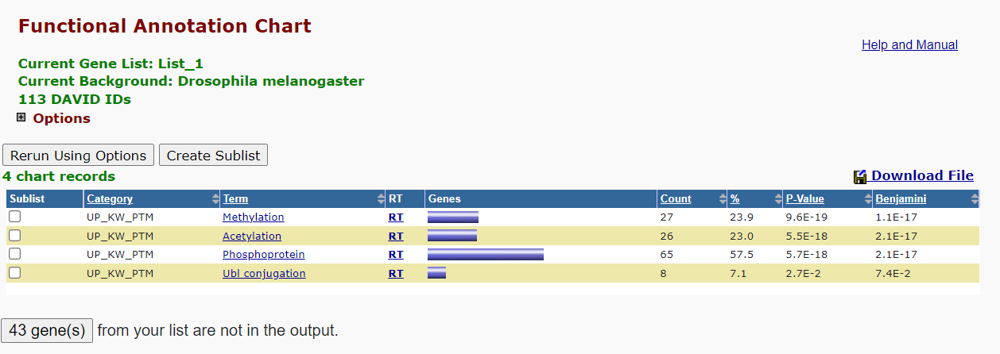 Functional Annotation Chart
Help and Manual
Current Gene List: List_1
Current Background: Drosophila melanogaster
113 DAVID IDs
Options
Rerun Using Options Create Sublist
4 chart records Download File
Sublist Category Term RT Genes Count % P-Value Benjamini
UP_KW_PTM Methylation RT 27 23.9 9.6E-19 1.1E-17
UP_KW_PTM Acetylation RT 26 23.0 5.5E-18 2.1E-17
UP_KW_PTM Phosphoprotein RT 65 57.5 5.7E-18 2.1E-17
UP_KW_PTM Ubl conjugation RT 8 7.1 2.7E-2 7.4E-2
43 gene(s) from your list are not in the output.